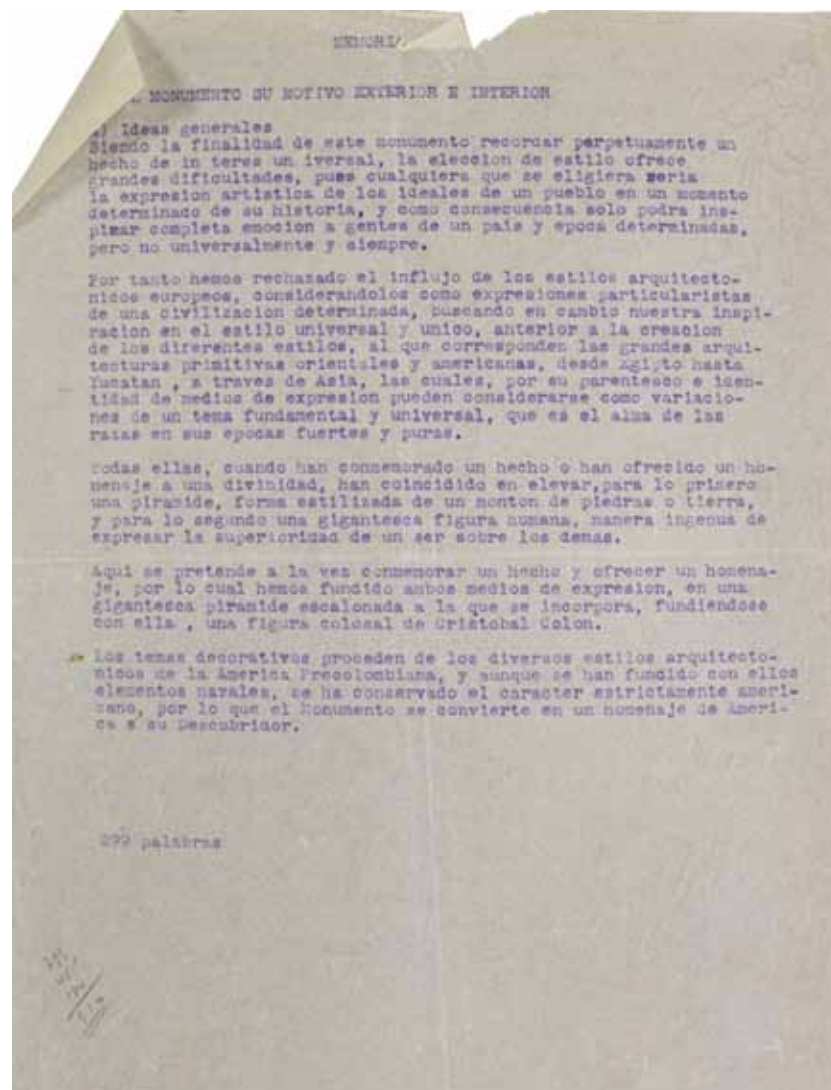 MEMORIA
MONUMENTO SU MOTIVO EXTERIOR E INTERIOR
Ideas generales
Siendo la finalidad de este monumento recordar perpetuamente un
hecho de in teres un iversal, la eleccion de estilo ofrece
grandes dificultades, pues cualquiera que se eligiera seria
la expresion artistica de los ideales de un pueblo en un momento
determinado de su historia, y como consecuencia solo podra ins-
pirar completa emocion a gentes de un pais y epoca determinadas,
pero no universalmente y siempre.
Por tanto hemos rechazado el influjo de los estilos arquitecto-
nicos europeos, considerandolos como expresiones particularistas
de una civilizacion determinada, buscando en cambio nuestra inspi-
racion en el estilo universal y unico, anterior a la creacion
de los diferentes estilos, al que corresponden las grandes arqui-
tecturas primitivas orientales y americanas, desde Egipto hasta
Yucatan , a traves de Asia, las cuales, por su parentesco e iden-
tidad de medios de expresion pueden considerarse como variacio-
nes de un tema fundamental y universal, que es el alma de las
razas en sus epocas fuertes y puras.
Todas ellas, cuando han conmemorado un hecho o han ofrecido un ho-
menaje a una divinidad, han coincidido en elevar,para lo primero
una piramide, forma estilizada de un monton de piedras o tierra,
y para lo segundo una gigantesca figura humana, manera ingenua de
expresar la superioridad de un ser sobre los demas.
Aqui se pretende a la vez conmemorar un hecho y ofrecer un homena-
je, por lo cual hemos fundido ambos medios de expresion, en una
gigantesca piramide escalonada a la que se incorpora, fundiendose
con ella , una figura colosal de Cristobal Colon.
Los temas decorativos proceden de los diversos estilos arquitecto-
nicos de la America Precolombiana, y aunque se han fundido con ellos
elementos navales, se ha conservado el caracter estrictamente ameri-
cano, por lo que el Monumento se convierte en un homenaje de Ameri-
ca a su Descubridor.
299 palabras